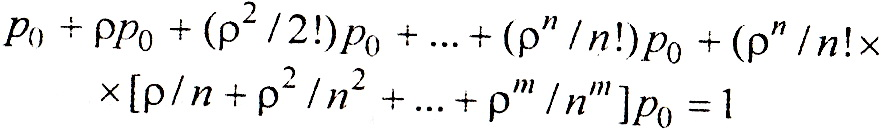 p₀ + ρp₀ + (ρ² / 2!)p₀ + ... + (ρⁿ / n!)p₀ + (ρⁿ / n! ×
× [ρ/n + ρ² / n² + ... + ρᵐ / nᵐ]p₀ = 1